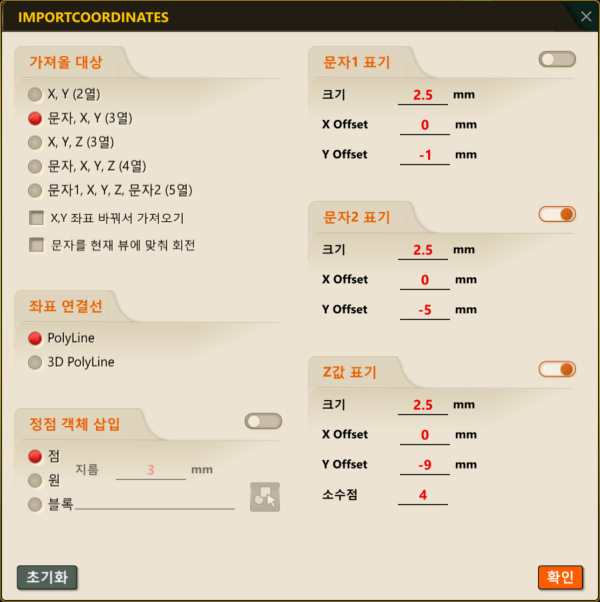 IMPORTCOORDINATES
가져올 대상
X, Y (2열)
문자, X, Y (3열)
X, Y, Z (3열)
문자, X, Y, Z (4열)
문자1, X, Y, Z, 문자2 (5열)
X,Y 좌표 바꿔서 가져오기
문자를 현재 뷰에 맞춰 회전
좌표 연결선
PolyLine
3D PolyLine
정점 객체 삽입
점
지름 3 mm
원
블록
초기화
문자1 표기
크기 2.5 mm
X Offset 0 mm
Y Offset -1 mm
문자2 표기
크기 2.5 mm
X Offset 0 mm
Y Offset -5 mm
Z값 표기
크기 2.5 mm
X Offset 0 mm
Y Offset -9 mm
소수점 4
확인